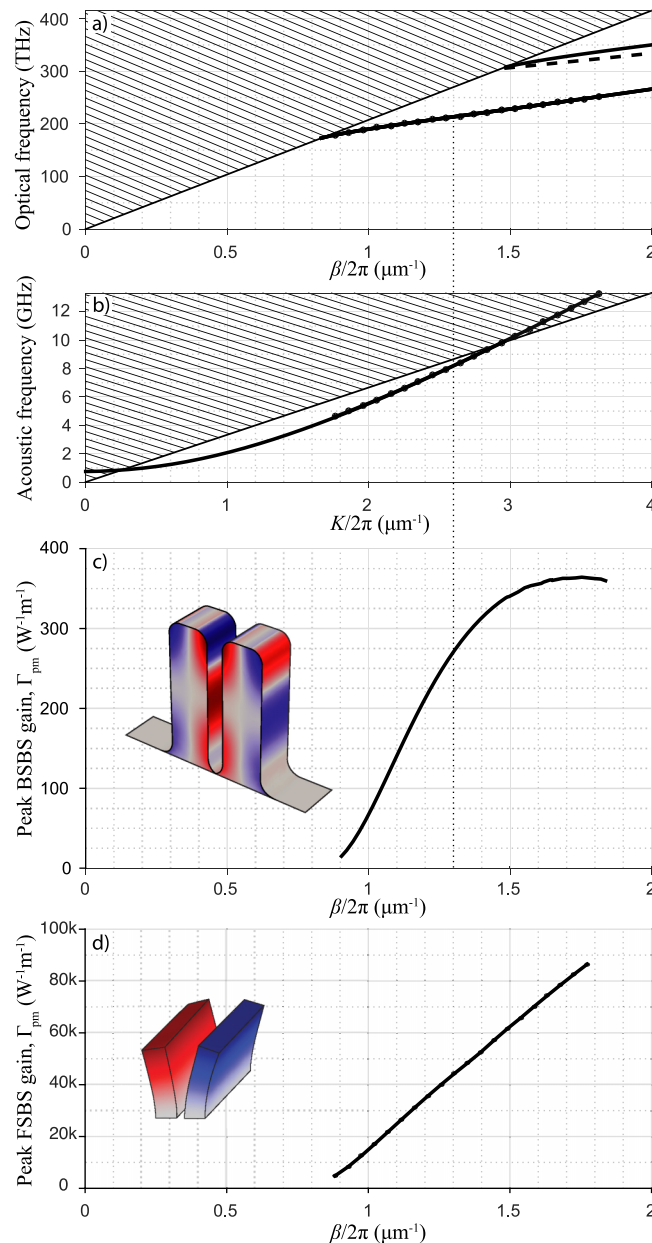 a)
Optical frequency (THz)
400
300
200
100
0
0 0.5 1 1.5 2
β/2π (μm⁻¹)
b)
Acoustic frequency (GHz)
12
10
8
6
4
2
0
0 1 2 3 4
K/2π (μm⁻¹)
c)
Peak BSBS gain, Γpm (W⁻¹m⁻¹)
400
300
200
100
0
0 0.5 1 1.5 2
β/2π (μm⁻¹)
d)
Peak FSBS gain, Γpm (W⁻¹m⁻¹)
100k
80k
60k
40k
20k
0
0 0.5 1 1.5 2
β/2π (μm⁻¹)